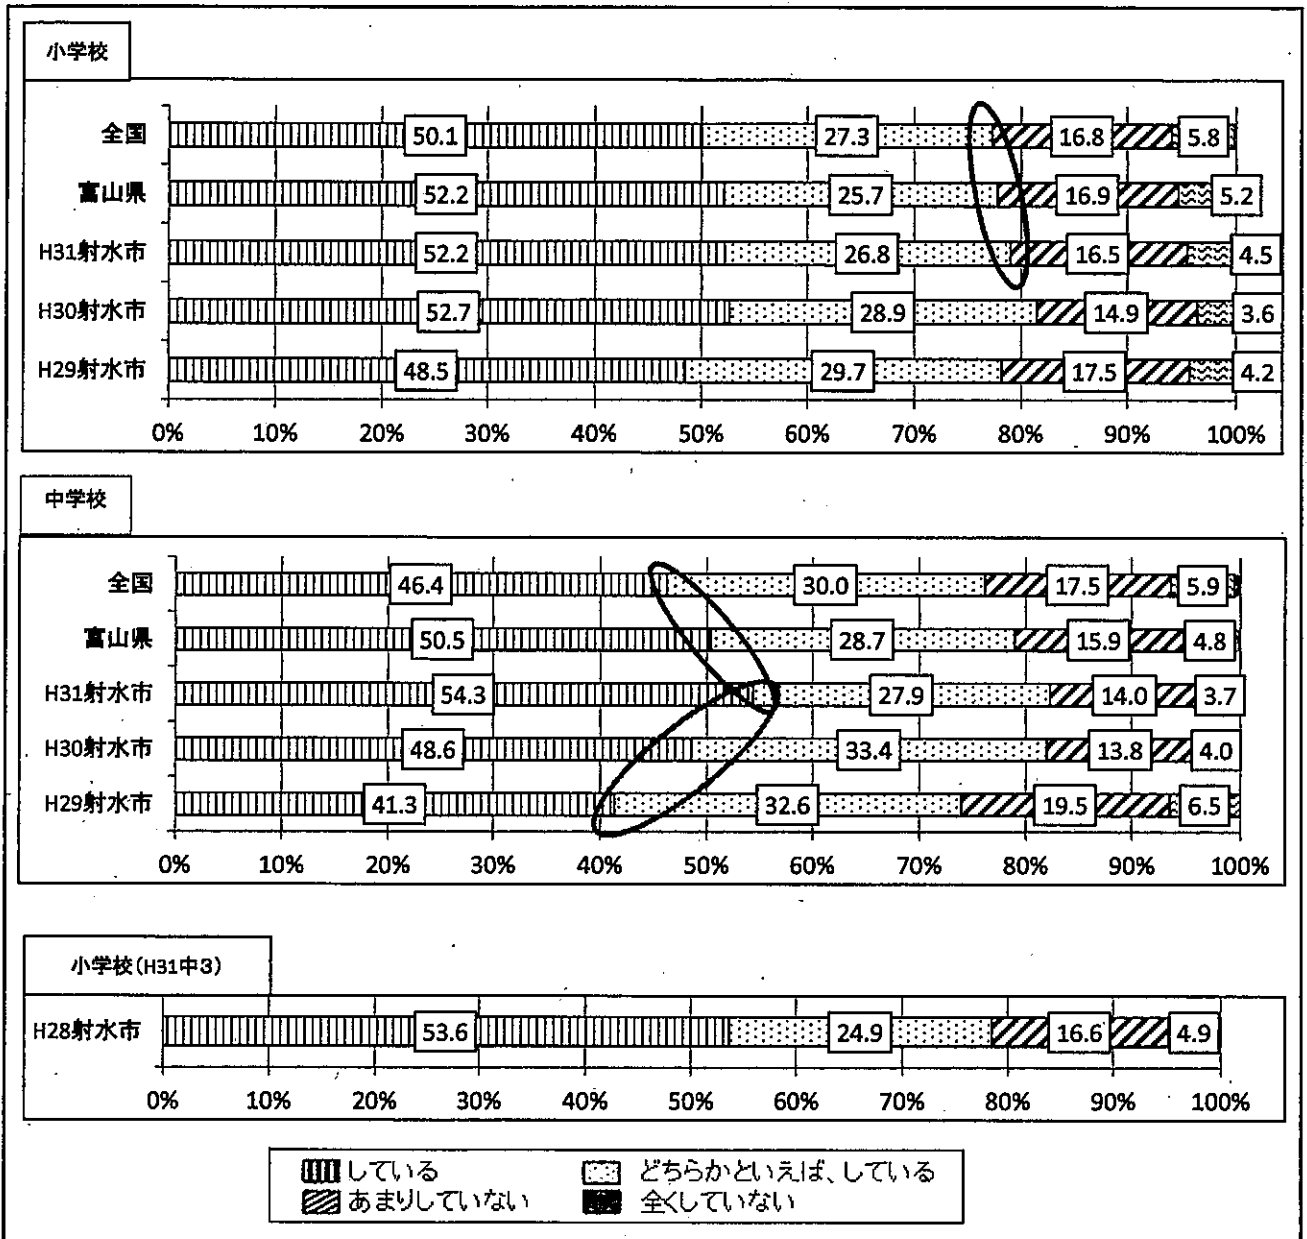 小学校
全国 50.1 27.3 16.8 5.8
富山県 52.2 25.7 16.9 5.2
H31射水市 52.2 26.8 16.5 4.5
H30射水市 52.7 28.9 14.9 3.6
H29射水市 48.5 29.7 17.5 4.2
0% 10% 20% 30% 40% 50% 60% 70% 80% 90% 100%
中学校
全国 46.4 30.0 17.5 5.9
富山県 50.5 28.7 15.9 4.8
H31射水市 54.3 27.9 14.0 3.7
H30射水市 48.6 33.4 13.8 4.0
H29射水市 41.3 32.6 19.5 6.5
0% 10% 20% 30% 40% 50% 60% 70% 80% 90% 100%
小学校(H31中3)
H28射水市 53.6 24.9 16.6 4.9
0% 10% 20% 30% 40% 50% 60% 70% 80% 90% 100%
している どちらかといえば、している
あまりしていない 全くしていない